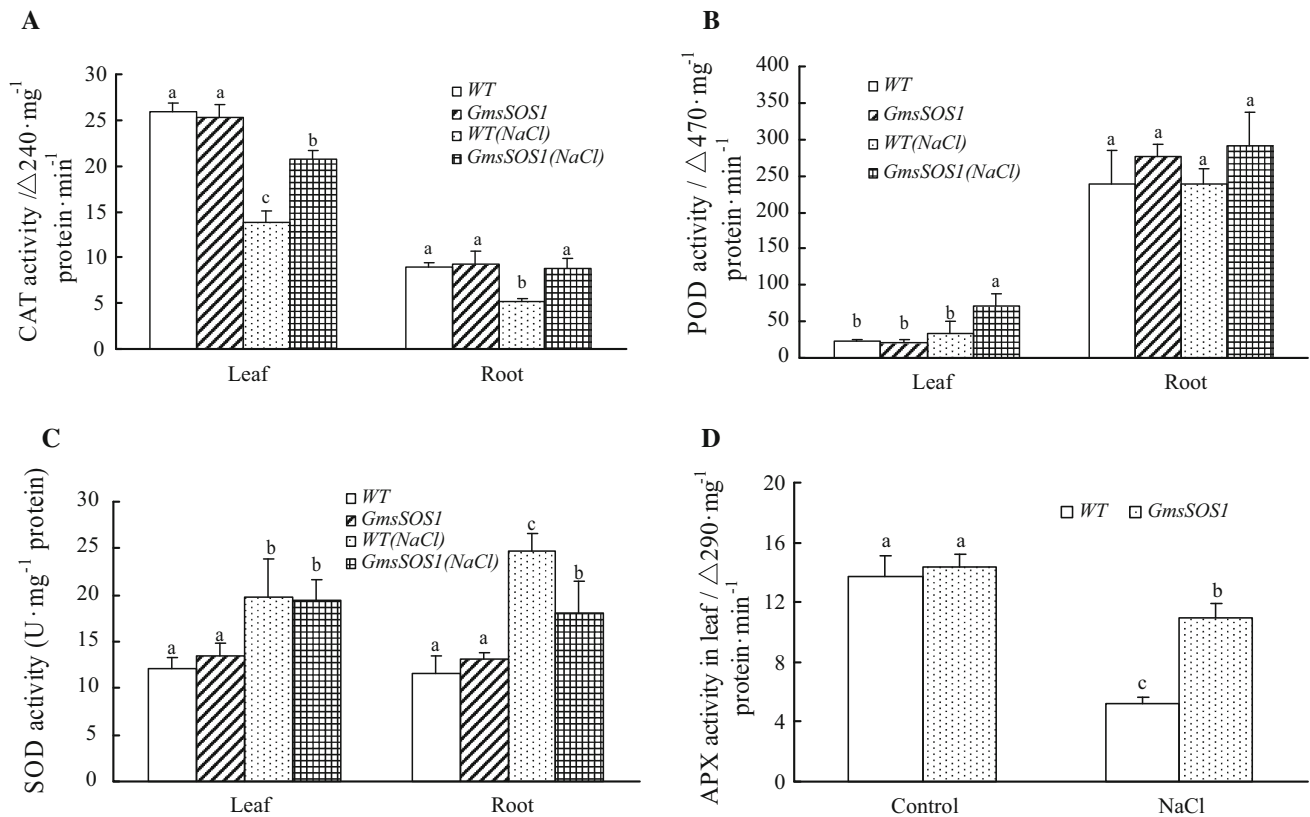 A
CAT activity /△240·mg⁻¹
protein·min⁻¹
30
25
20
15
10
5
0
a
a
c
b
a
a
b
a
WT
GmsSOS1
WT(NaCl)
GmsSOS1(NaCl)
Leaf
Root
B
POD activity / △470·mg⁻¹
protein·min⁻¹
400
350
300
250
200
150
100
50
0
WT
GmsSOS1
WT(NaCl)
GmsSOS1(NaCl)
b
b
b
a
a
a
a
a
Leaf
Root
C
SOD activity (U·mg⁻¹ protein)
30
25
20
15
10
5
0
WT
GmsSOS1
WT(NaCl)
GmsSOS1(NaCl)
a
a
b
b
a
a
c
b
Leaf
Root
D
APX activity in leaf / △290·mg⁻¹
protein·min⁻¹
20
16
12
8
4
0
WT
GmsSOS1
a
a
c
b
Control
NaCl